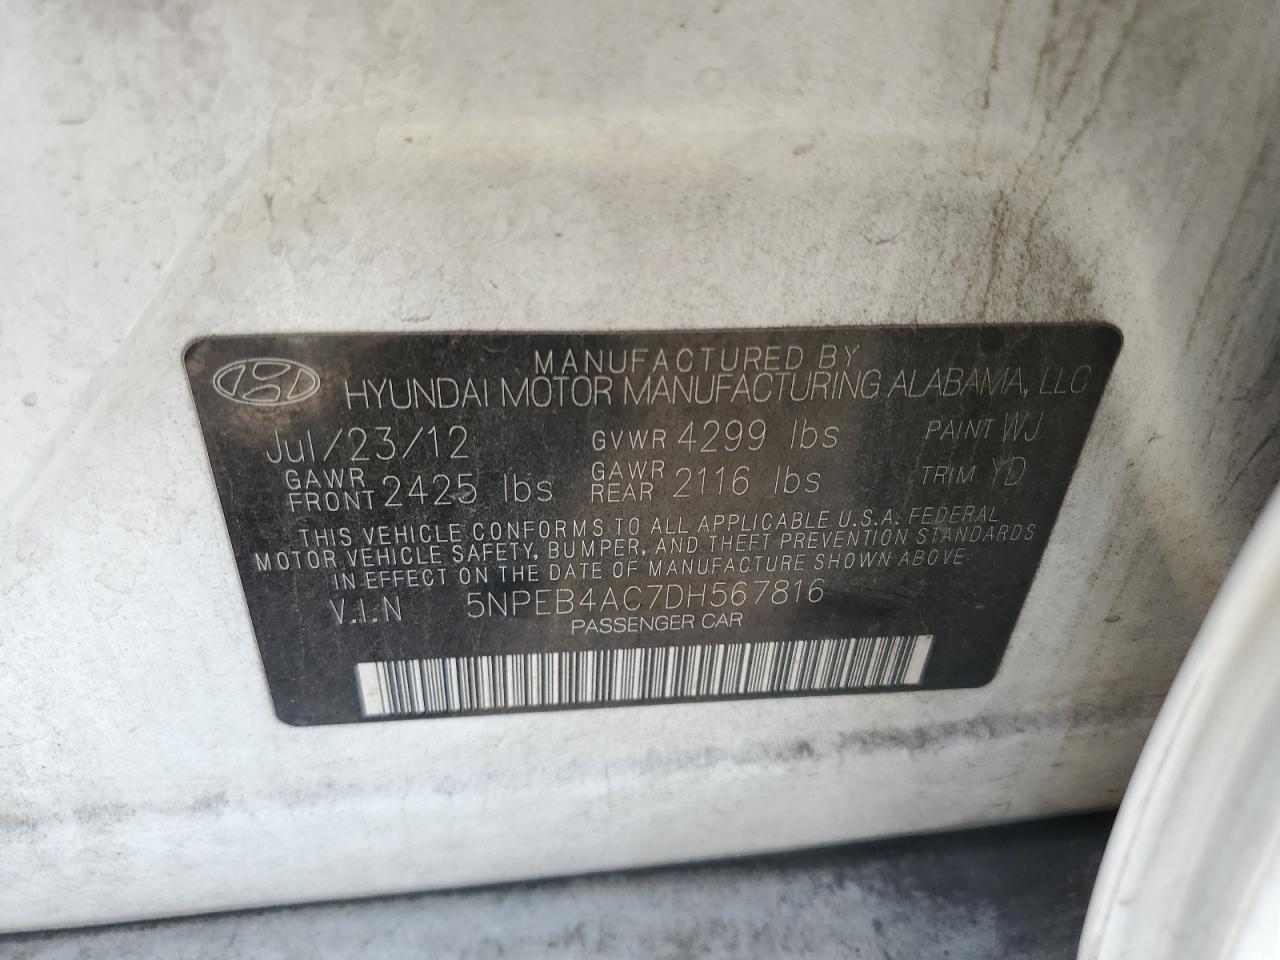 MANUFACTURED BY
HYUNDAI MOTOR MANUFACTURING ALABAMA, LLC
Jul/23/12 GVWR 4299 lbs PAINT WJ
GAWR FRONT 2425 lbs GAWR REAR 2116 lbs TRIM YD
THIS VEHICLE CONFORMS TO ALL APPLICABLE U.S.A. FEDERAL
MOTOR VEHICLE SAFETY, BUMPER, AND THEFT PREVENTION STANDARDS
IN EFFECT ON THE DATE OF MANUFACTURE SHOWN ABOVE.
V.I.N 5NPEB4AC7DH567816
PASSENGER CAR